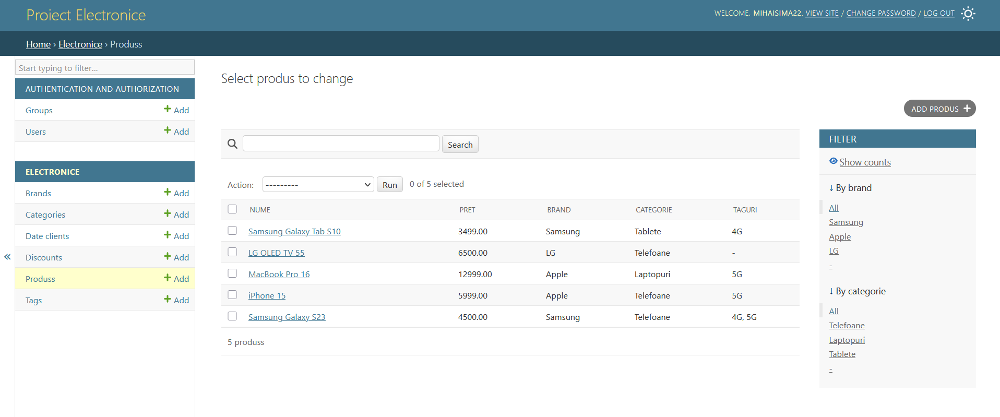 Proiect Electronice
WELCOME, MIHAISIMA22. VIEW SITE / CHANGE PASSWORD / LOG OUT
Home › Electronice › Produss
Start typing to filter...
AUTHENTICATION AND AUTHORIZATION
Groups + Add
Users + Add
ELECTRONICE
Brands + Add
Categories + Add
Date clients + Add
Discounts + Add
Produss + Add
Tags + Add
«
Select produs to change
ADD PRODUS +
Search
Action: --------- Run 0 of 5 selected
NUME PRET BRAND CATEGORIE TAGURI
Samsung Galaxy Tab S10 3499.00 Samsung Tablete 4G
LG OLED TV 55 6500.00 LG Telefoane -
MacBook Pro 16 12999.00 Apple Laptopuri 5G
iPhone 15 5999.00 Apple Telefoane 5G
Samsung Galaxy S23 4500.00 Samsung Telefoane 4G, 5G
5 produss
FILTER
Show counts
↓ By brand
All
Samsung
Apple
LG
-
↓ By categorie
All
Telefoane
Laptopuri
Tablete
-